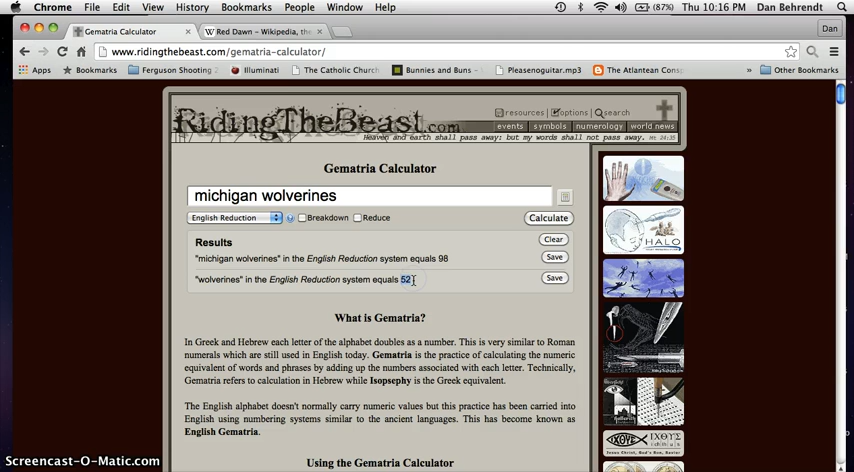 Chrome File Edit View History Bookmarks People Window Help (87%) Thu 10:16 PM Dan Behrendt
Gematria Calculator × W Red Dawn - Wikipedia, the × Dan
www.ridingthebeast.com/gematria-calculator/
Apps Bookmarks Ferguson Shooting Illuminati The Catholic Church Bunnies and Buns - Pleasenoguitar.mp3 The Atlantean Cons » Other Bookmarks
resources options search
RidingTheBeast.com
events symbols numerology world news
Heaven and earth shall pass away: but my words shall not pass away. Mt 24:35
Gematria Calculator
michigan wolverines
English Reduction ? Breakdown Reduce Calculate
Results Clear
"michigan wolverines" in the English Reduction system equals 98 Save
"wolverines" in the English Reduction system equals 52 Save
HALO
What is Gematria?
In Greek and Hebrew each letter of the alphabet doubles as a number. This is very similar to Roman
numerals which are still used in English today. Gematria is the practice of calculating the numeric
equivalent of words and phrases by adding up the numbers associated with each letter. Technically,
Gematria refers to calculation in Hebrew while Isopsephy is the Greek equivalent.
The English alphabet doesn't normally carry numeric values but this practice has been carried into
English using numbering systems similar to the ancient languages. This has become known as
English Gematria.
Using the Gematria Calculator
ΙΧΘΥΣ
Screencast-O-Matic.com